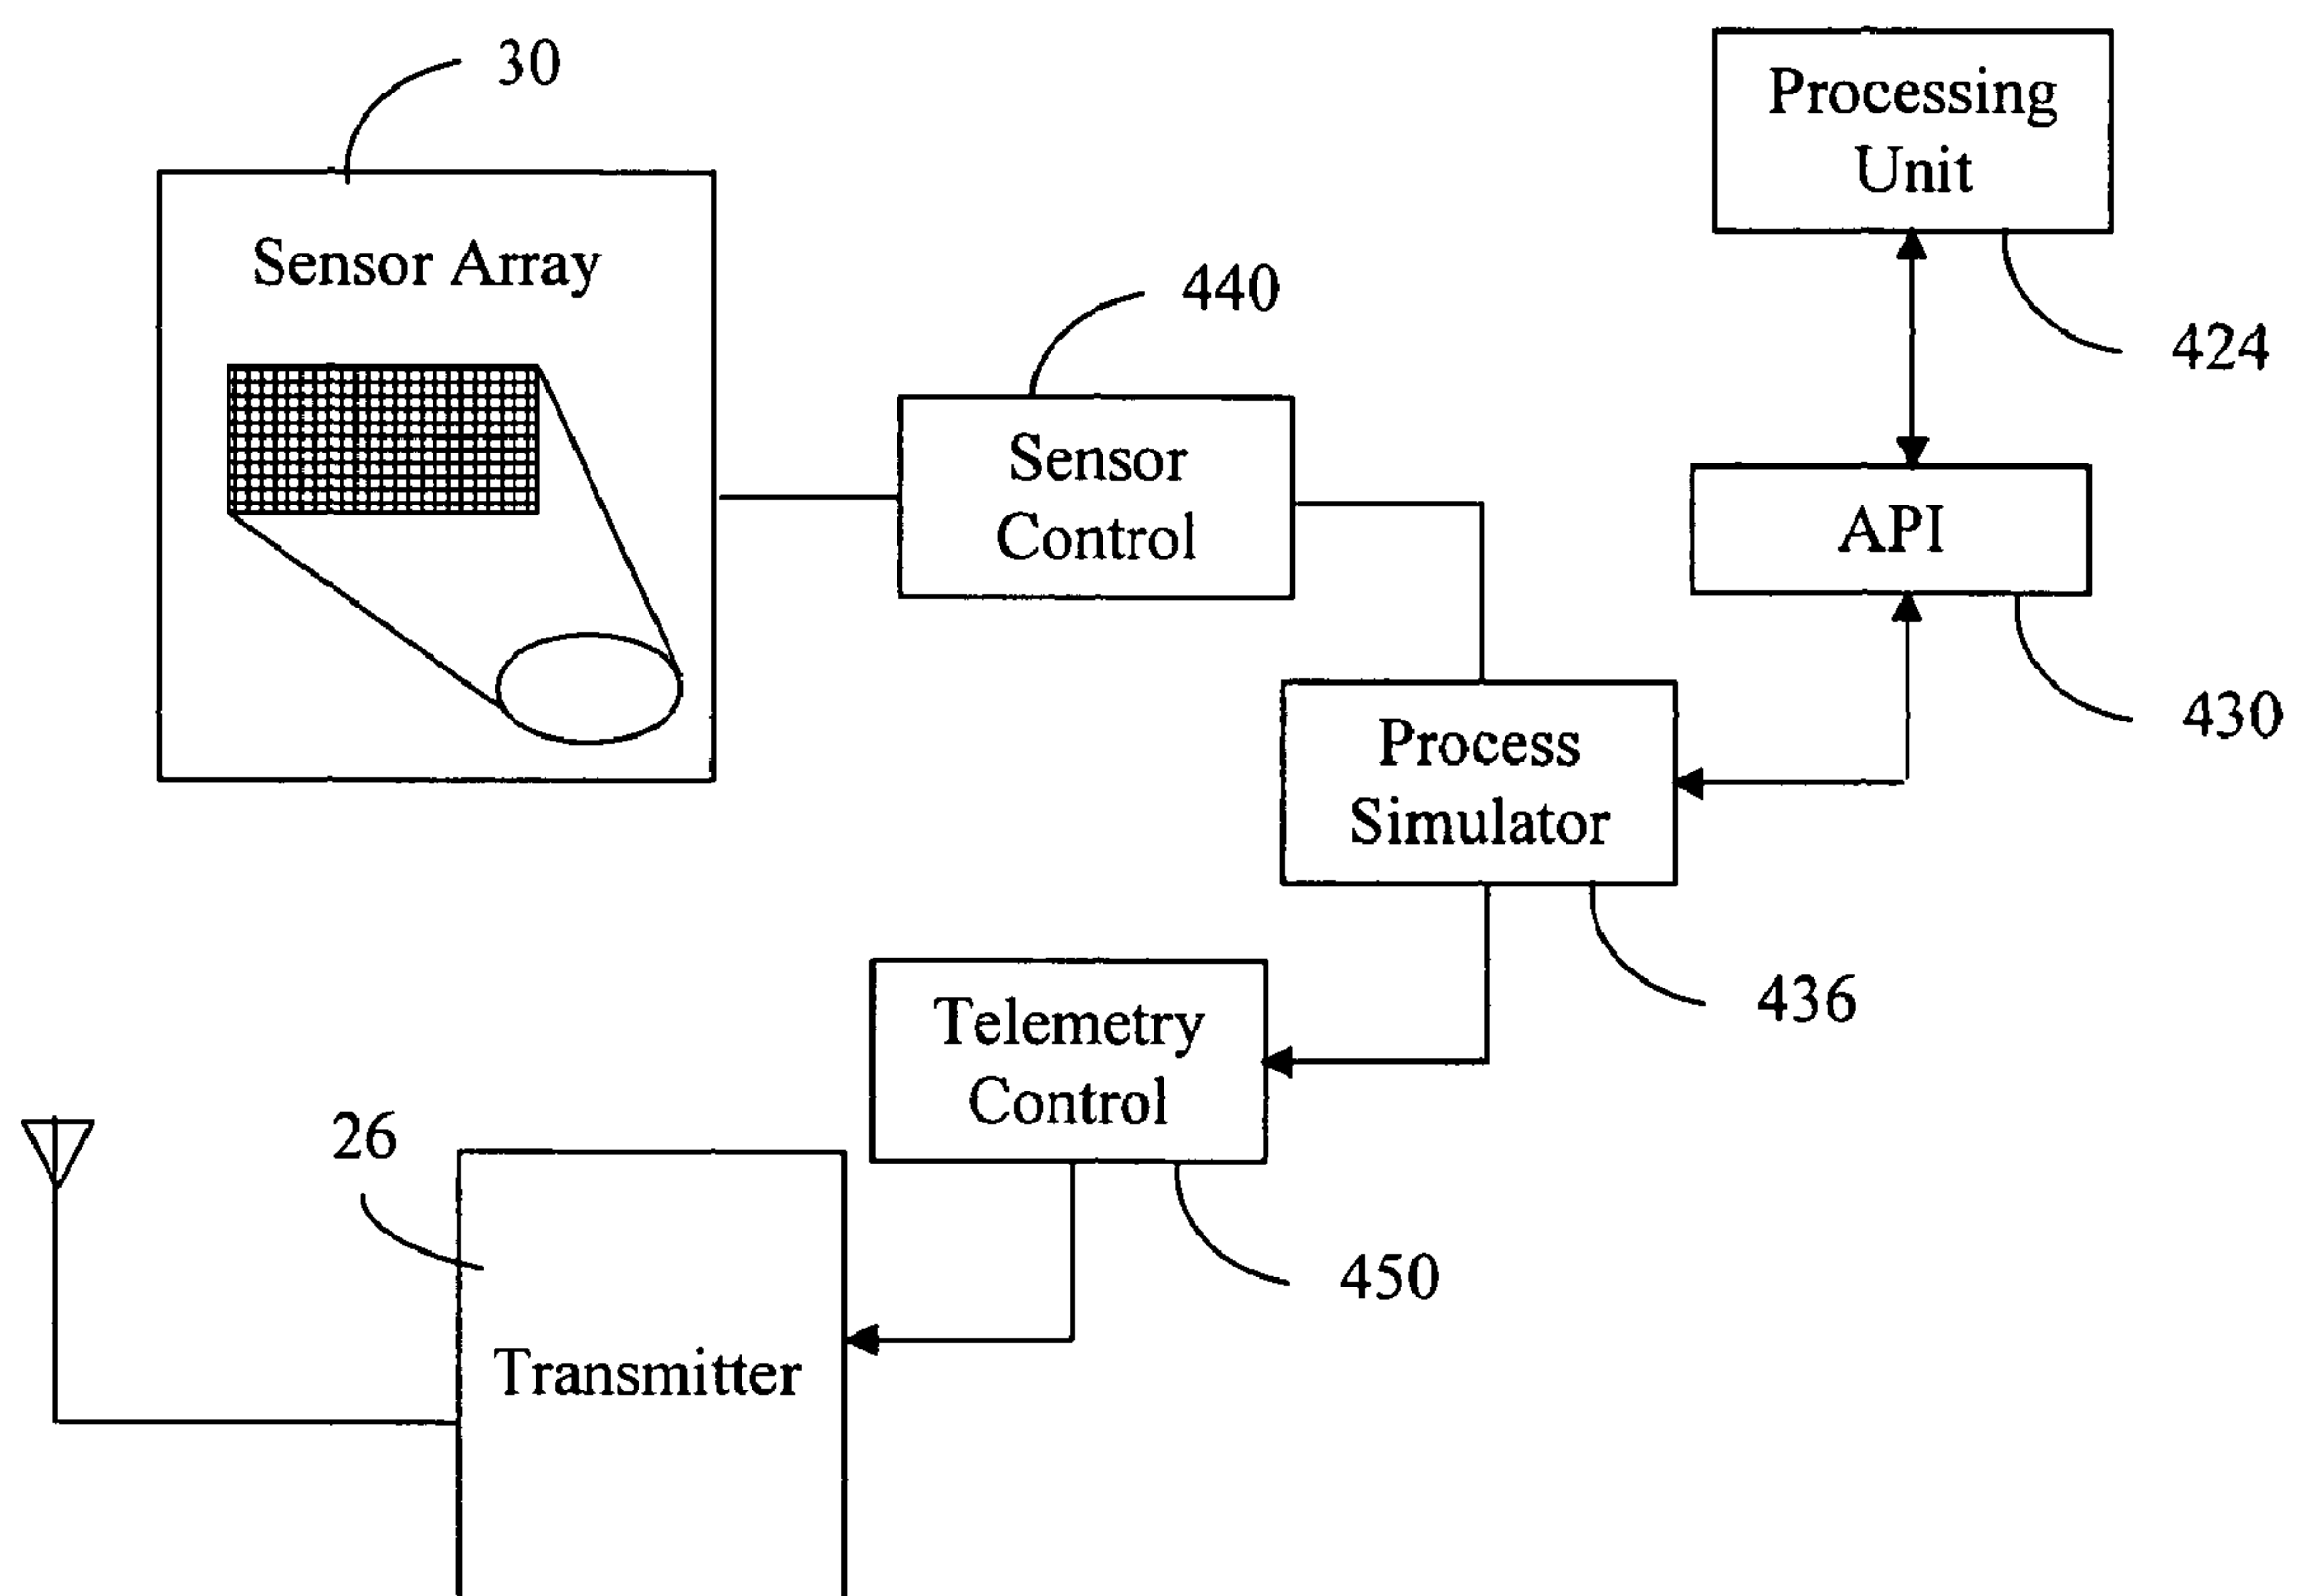 30
Processing
Unit
Sensor Array
440
424
Sensor
Control
API
430
Process
Simulator
436
Telemetry
Control
26
450
Transmitter